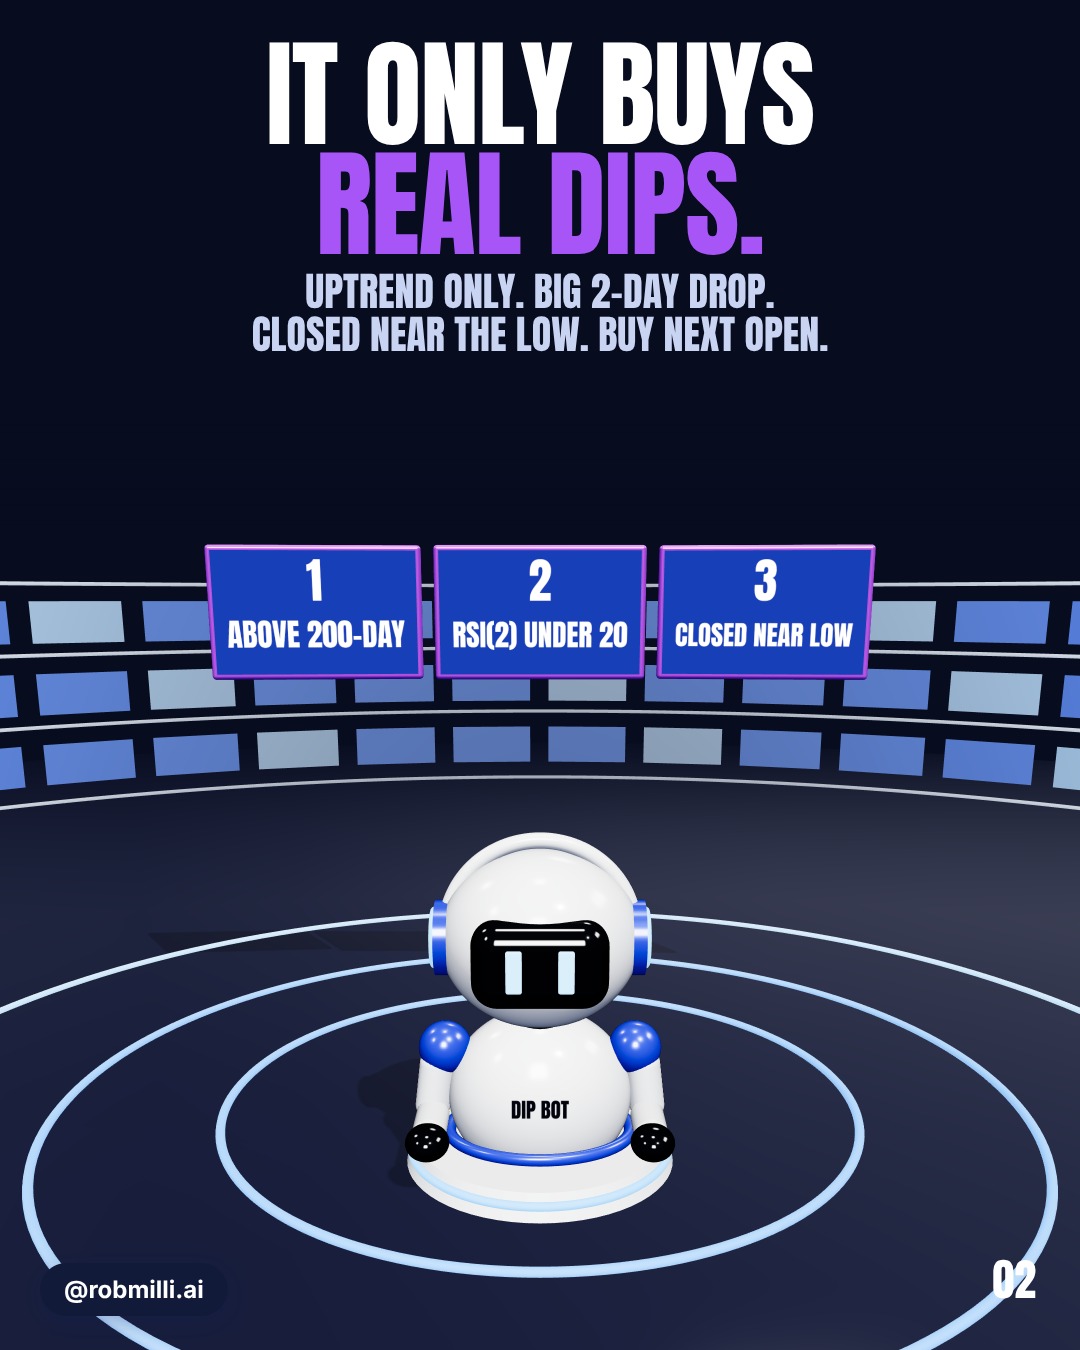 IT ONLY BUYS
REAL DIPS.
UPTREND ONLY. BIG 2-DAY DROP.
CLOSED NEAR THE LOW. BUY NEXT OPEN.
1
ABOVE 200-DAY
2
RSI(2) UNDER 20
3
CLOSED NEAR LOW
DIP BOT
@robmilli.ai
02